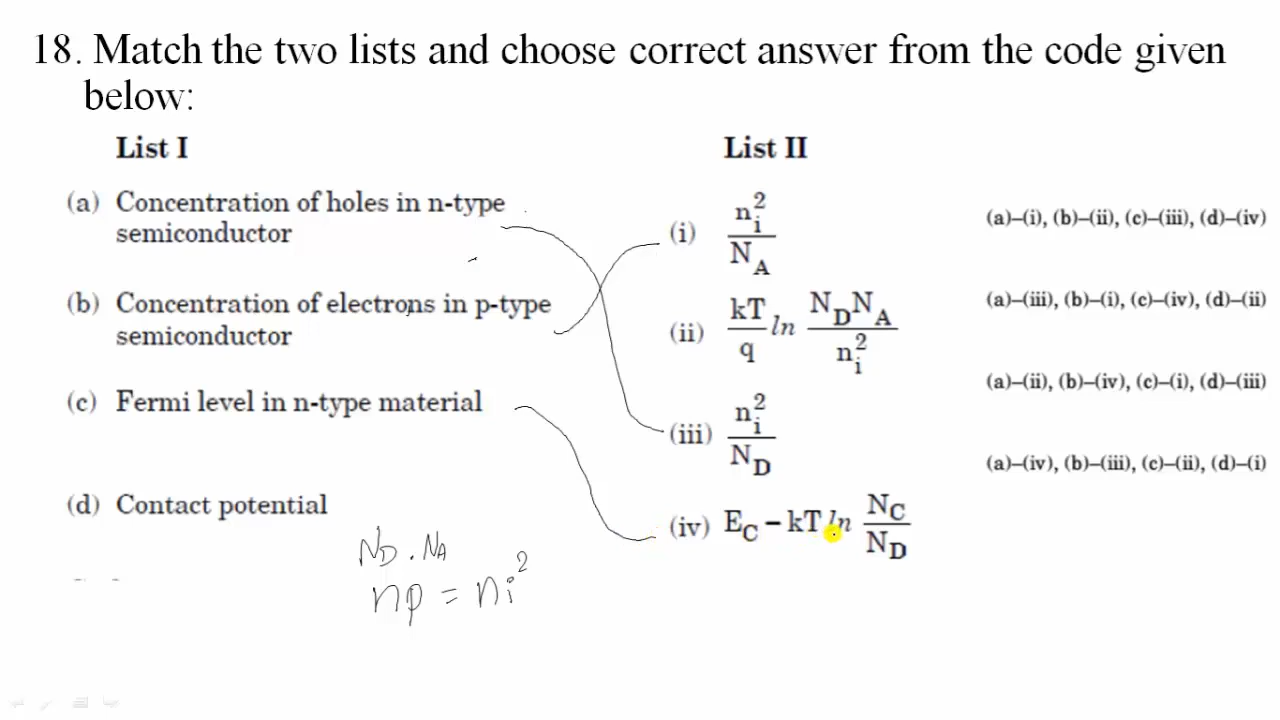 18. Match the two lists and choose correct answer from the code given
below:
List I
List II
(a) Concentration of holes in n-type
semiconductor
(b) Concentration of electrons in p-type
semiconductor
(c) Fermi level in n-type material
(d) Contact potential
(i) n_i^2 / N_A
(ii) kT/q ln N_D N_A / n_i^2
(iii) n_i^2 / N_D
(iv) E_C – kT ln N_C / N_D
(a)–(i), (b)–(ii), (c)–(iii), (d)–(iv)
(a)–(iii), (b)–(i), (c)–(iv), (d)–(ii)
(a)–(ii), (b)–(iv), (c)–(i), (d)–(iii)
(a)–(iv), (b)–(iii), (c)–(ii), (d)–(i)
N_D . N_A
np = n_i^2